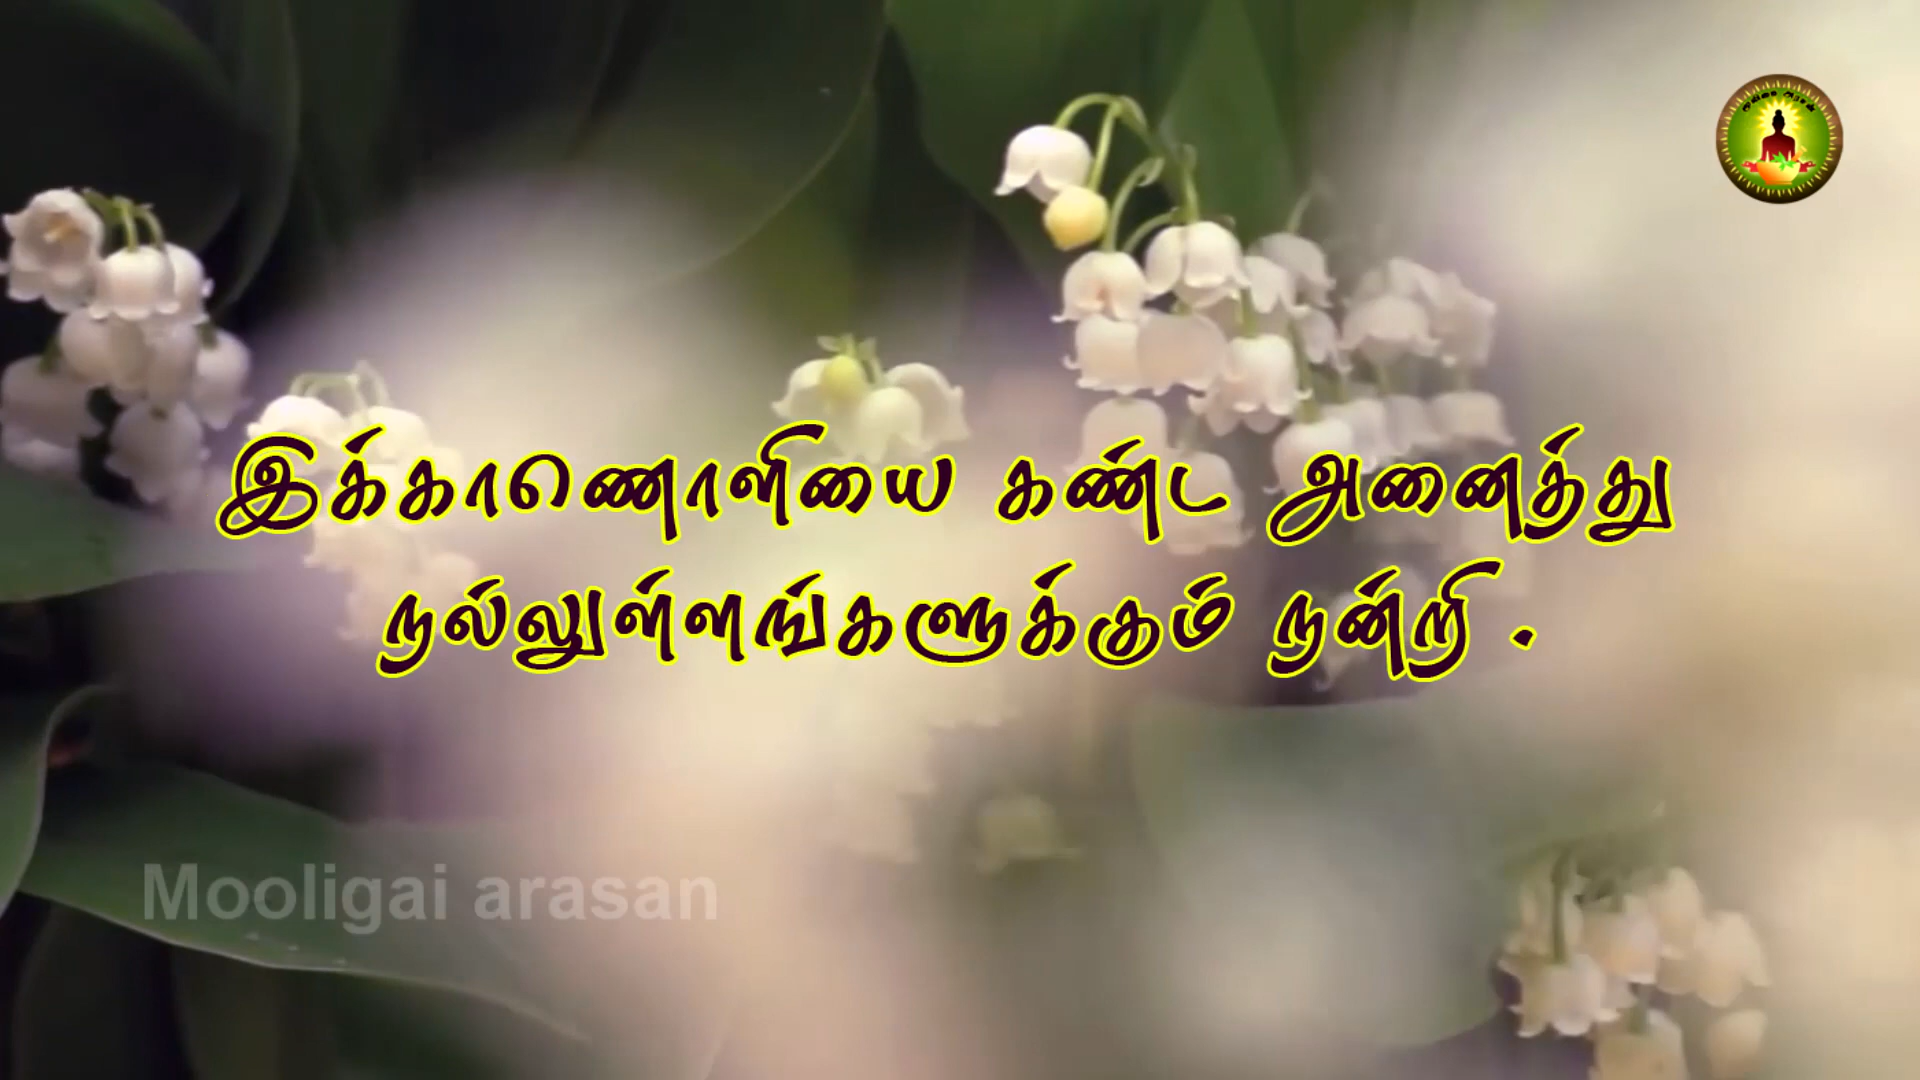 இக்காணொளியை கண்ட அனைத்து
நல்லுள்ளங்களுக்கும் நன்றி .
Mooligai arasan